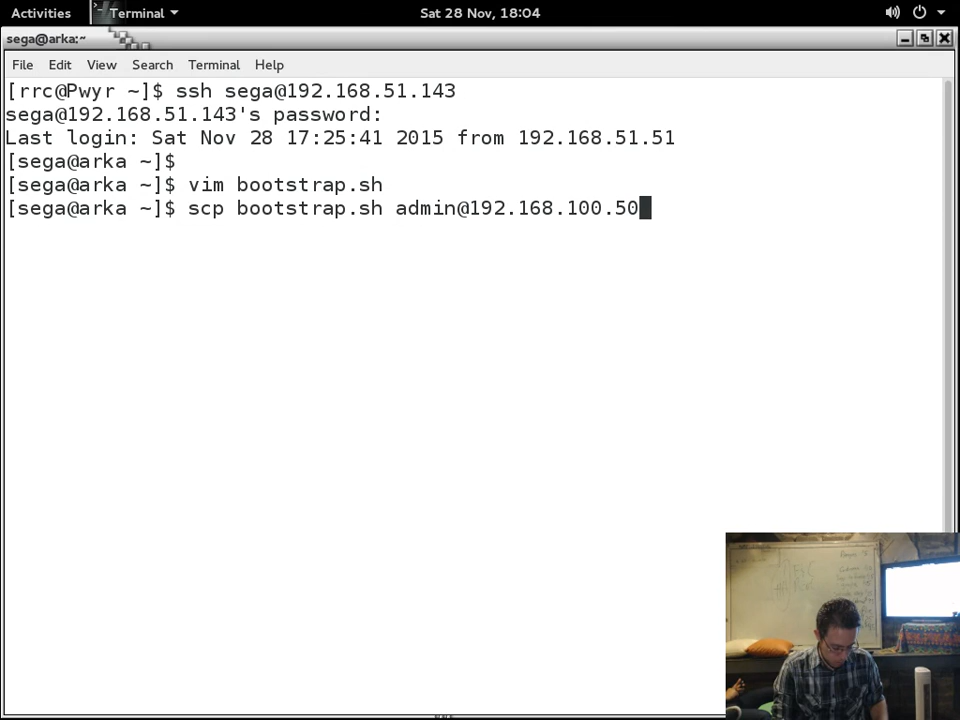 Activities
Terminal
Sat 28 Nov, 18:04
sega@arka:~
File Edit View Search Terminal Help
[rrc@Pwyr ~]$ ssh sega@192.168.51.143
sega@192.168.51.143's password:
Last login: Sat Nov 28 17:25:41 2015 from 192.168.51.51
[sega@arka ~]$
[sega@arka ~]$ vim bootstrap.sh
[sega@arka ~]$ scp bootstrap.sh admin@192.168.100.50